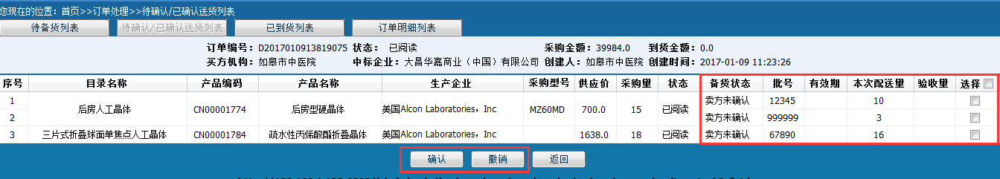 您现在的位置：首页>>订单处理>>待确认/已确认送货列表
待备货列表 待确认/已确认送货列表 已到货列表 订单明细列表
订单编号：D2017010913819075 状态： 已阅读 采购金额：39984.0 到货金额：0.0
买方机构：如皋市中医院 中标企业：大昌华嘉商业（中国）有限公司 创建人：如皋市中医院 创建时间：2017-01-09 11:23:26
序号 目录名称 产品编码 产品名称 生产企业 采购型号 供应价 采购量 状态 备货状态 批号 有效期 本次配送量 验收量 选择
1 后房人工晶体 CN00001774 后房型硬晶体 美国Alcon Laboratories，Inc MZ60MD 700.0 15 已阅读 卖方未确认 12345 10
2 卖方未确认 999999 3
3 三片式折叠球面单焦点人工晶体 CN00001784 疏水性丙烯酸酯折叠晶体 美国Alcon Laboratories，Inc 1638.0 18 已阅读 卖方未确认 67890 16
确认 撤销 返回